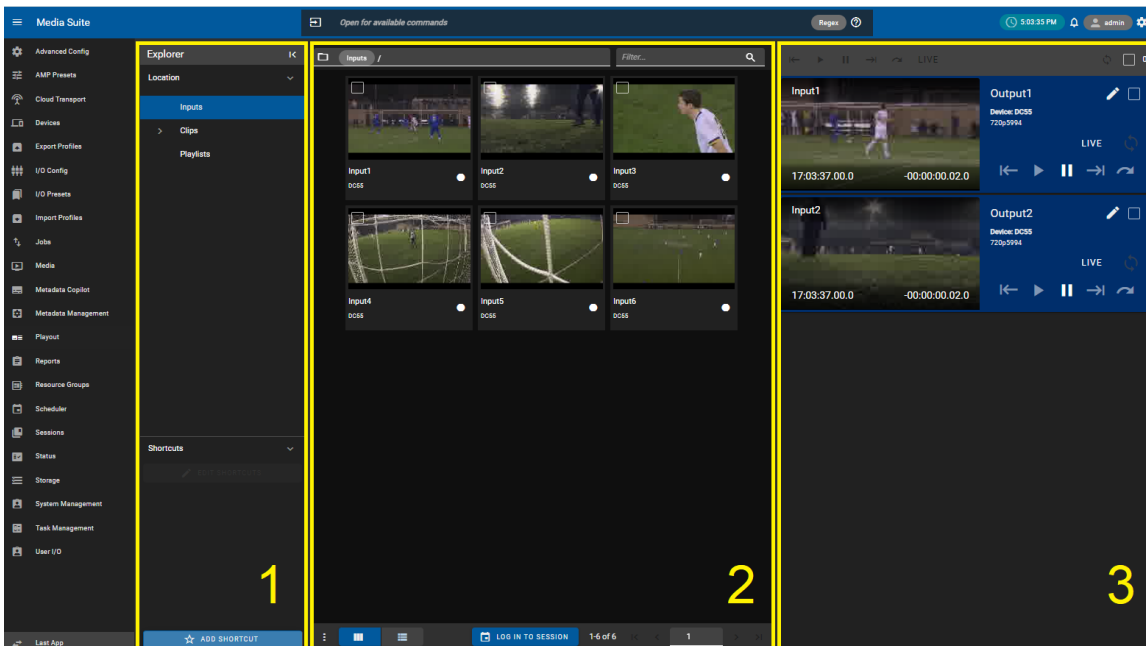 Media Suite
Open for available commands
Regex
5:03:35 PM
admin
Advanced Config
AMP Presets
Cloud Transport
Devices
Export Profiles
I/O Config
I/O Presets
Import Profiles
Jobs
Media
Metadata Copilot
Metadata Management
Playout
Reports
Resource Groups
Scheduler
Sessions
Status
Storage
System Management
Task Management
User I/O
Last App
Explorer
Location
Inputs
Clips
Playlists
Shortcuts
ADD SHORTCUT
1
Inputs /
Filter...
Input1
DC55
Input2
DC55
Input3
DC55
Input4
DC55
Input5
DC55
Input6
DC55
2
LOG IN TO SESSION
1-6 of 6
1
LIVE
Input1
17:03:37.00.0 -00:00:00.02.0
Output1
Device: DC55
720p5994
LIVE
Input2
17:03:37.00.0 -00:00:00.02.0
Output2
Device: DC55
720p5994
LIVE
3